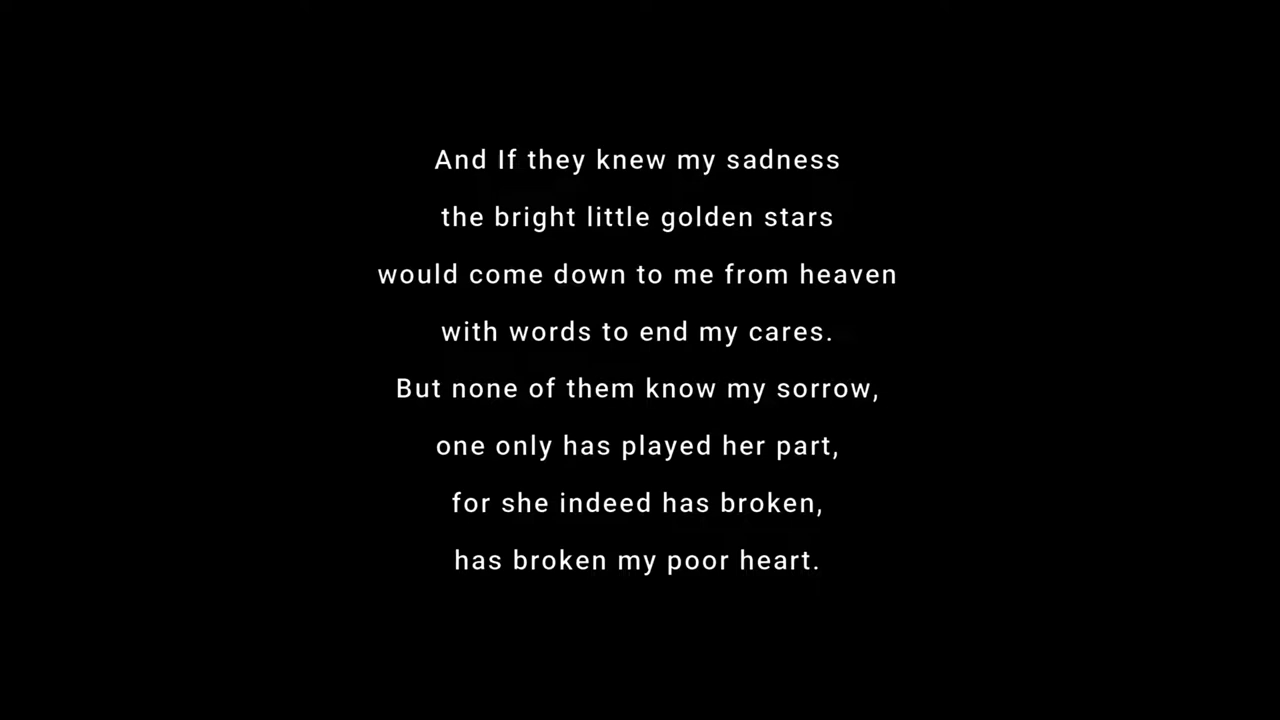 And If they knew my sadness
the bright little golden stars
would come down to me from heaven
with words to end my cares.
But none of them know my sorrow,
one only has played her part,
for she indeed has broken,
has broken my poor heart.